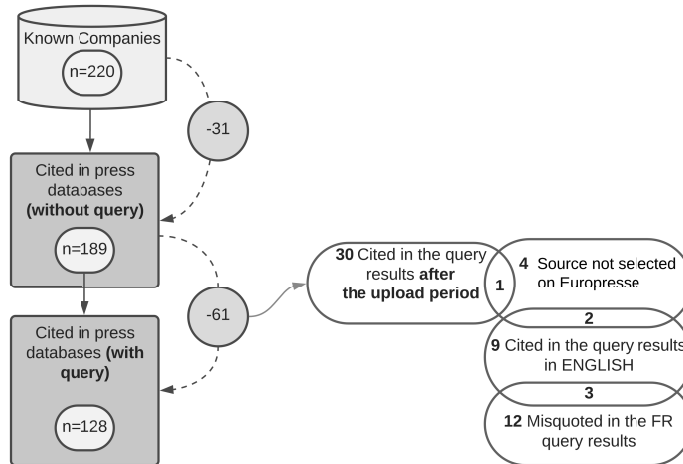 Known Companies
n=220
-31
Cited in press
databases
(without query)
n=189
-61
30 Cited in the query
results after
the upload period
1
4 Source not selected
on Europresse
2
9 Cited in the query results
in ENGLISH
3
12 Misquoted in the FR
query results
Cited in press
databases (with
query)
n=128